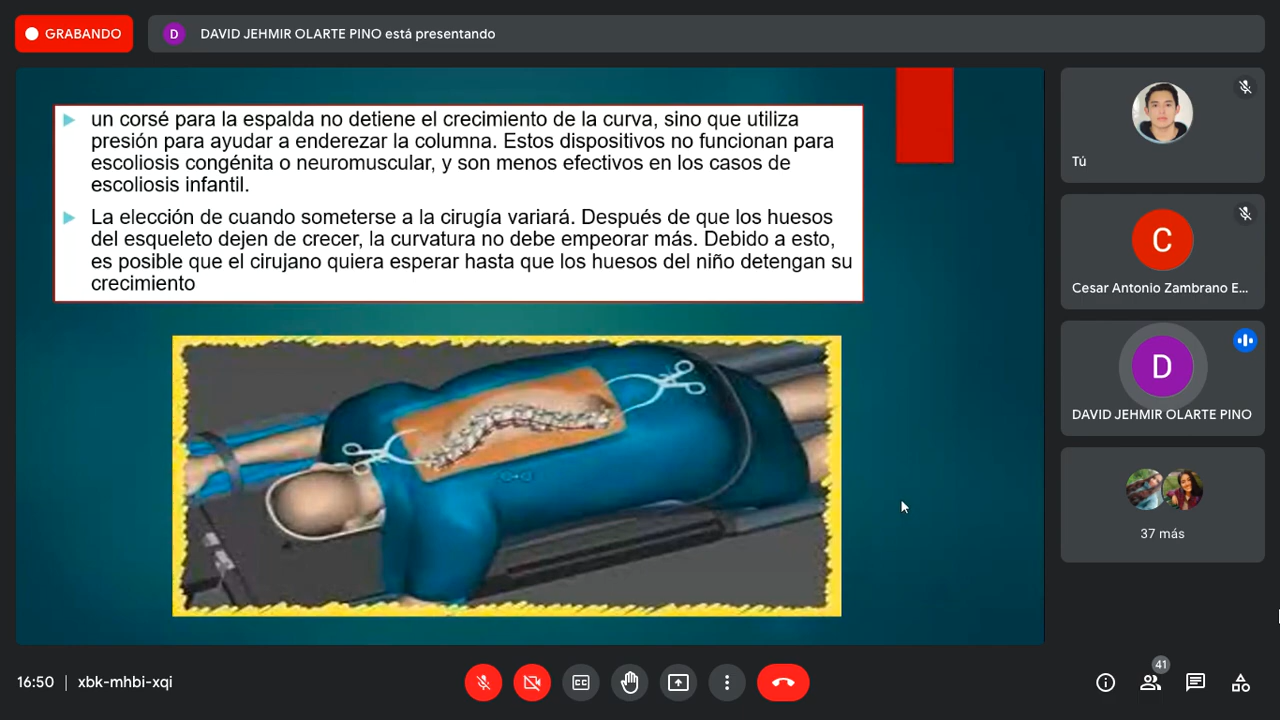 GRABANDO
D
DAVID JEHMIR OLARTE PINO está presentando
un corsé para la espalda no detiene el crecimiento de la curva, sino que utiliza
presión para ayudar a enderezar la columna. Estos dispositivos no funcionan para
escoliosis congénita o neuromuscular, y son menos efectivos en los casos de
escoliosis infantil.
La elección de cuando someterse a la cirugía variará. Después de que los huesos
del esqueleto dejen de crecer, la curvatura no debe empeorar más. Debido a esto,
es posible que el cirujano quiera esperar hasta que los huesos del niño detengan su
crecimiento
Tú
C
Cesar Antonio Zambrano E...
D
DAVID JEHMIR OLARTE PINO
37 más
16:50 | xbk-mhbi-xqi
CC
41